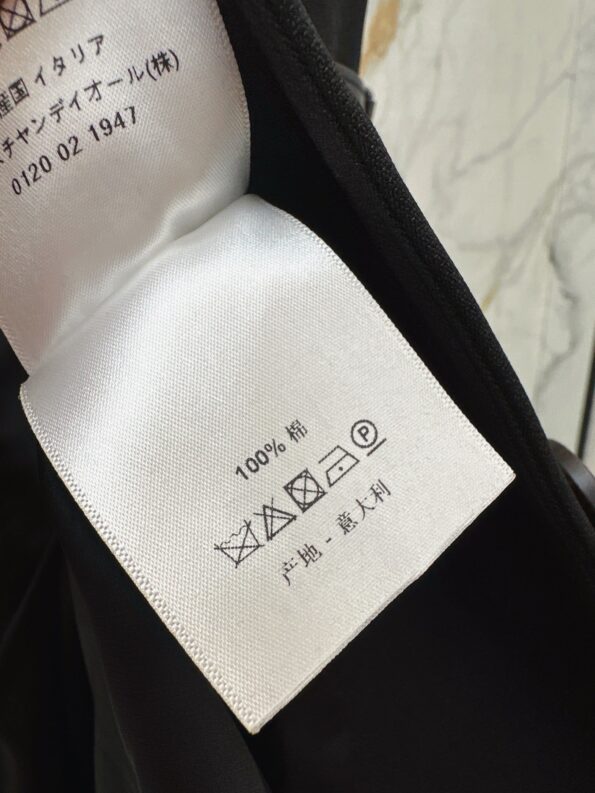 産国 イタリア
スチャンデイオール(株)
0120 02 1947
100% 棉
P
产地 - 意大利